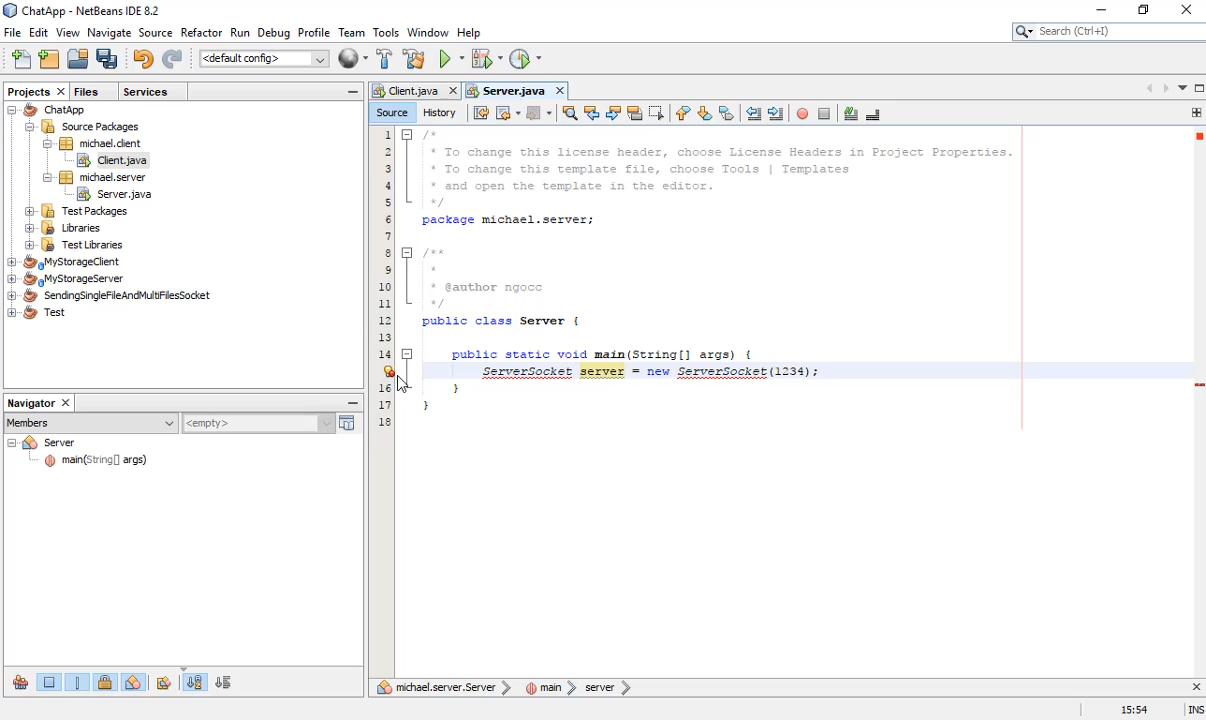 ChatApp - NetBeans IDE 8.2
File Edit View Navigate Source Refactor Run Debug Profile Team Tools Window Help
Search (Ctrl+I)
<default config>
Projects Files Services
Client.java Server.java
Source History
ChatApp
Source Packages
michael.client
Client.java
michael.server
Server.java
Test Packages
Libraries
Test Libraries
MyStorageClient
MyStorageServer
SendingSingleFileAndMultiFilesSocket
Test
Navigator
Members <empty>
Server
main(String[] args)
1 /*
2 * To change this license header, choose License Headers in Project Properties.
3 * To change this template file, choose Tools | Templates
4 * and open the template in the editor.
5 */
6 package michael.server;
7
8 /**
9 *
10 * @author ngocc
11 */
12 public class Server {
13
14 public static void main(String[] args) {
ServerSocket server = new ServerSocket(1234);
16 }
17 }
18
michael.server.Server main server
15:54 INS